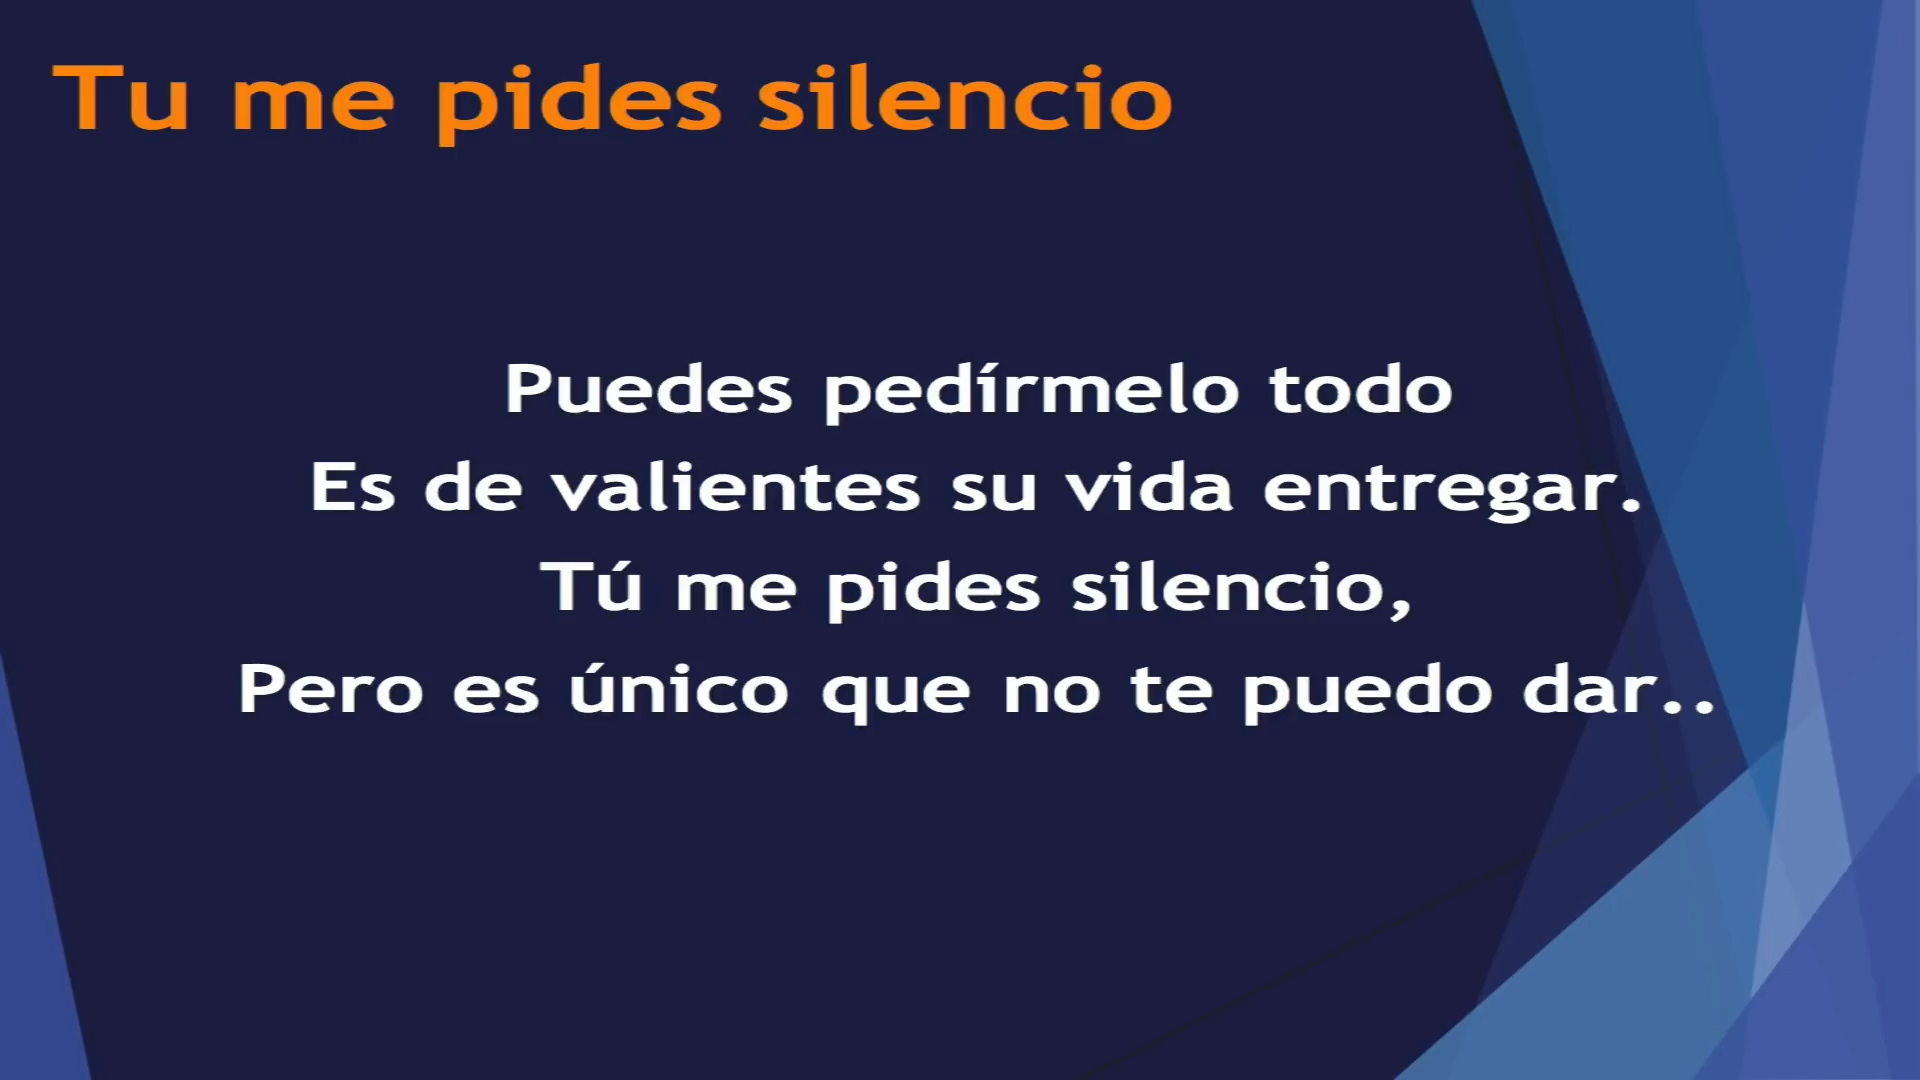 Tu me pides silencio
Puedes pedírmelo todo
Es de valientes su vida entregar.
Tú me pides silencio,
Pero es único que no te puedo dar..